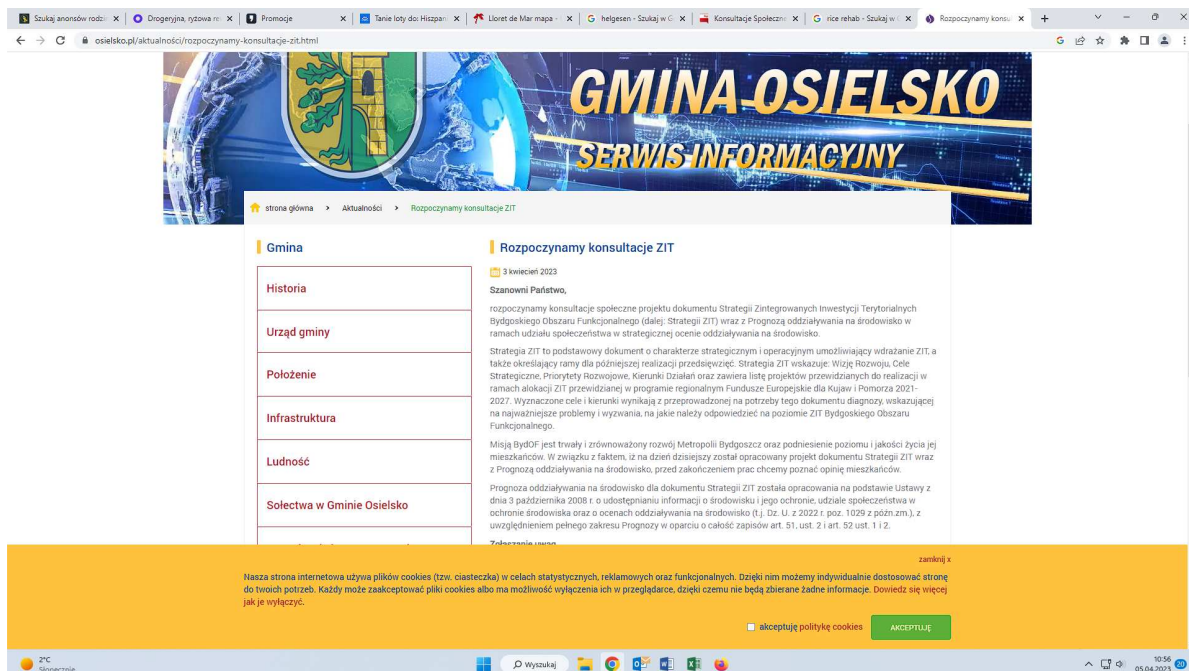 Szukaj anonsów rodzi
Drogeryjna, ryżowa re
Promocje
Tanie loty do: Hiszpan
Lloret de Mar mapa -
helgesen - Szukaj w G
Konsultacje Społeczne
rice rehab - Szukaj w
Rozpoczynamy konsu
osielsko.pl/aktualności/rozpoczynamy-konsultacje-zit.html
GMINA OSIELSKO
SERWIS INFORMACYJNY
strona główna > Aktualności > Rozpoczynamy konsultacje ZIT
Gmina
Historia
Urząd gminy
Położenie
Infrastruktura
Ludność
Sołectwa w Gminie Osielsko
Rozpoczynamy konsultacje ZIT
3 kwiecień 2023
Szanowni Państwo,
rozpoczynamy konsultacje społeczne projektu dokumentu Strategii Zintegrowanych Inwestycji Terytorialnych
Bydgoskiego Obszaru Funkcjonalnego (dalej: Strategii ZIT) wraz z Prognozą oddziaływania na środowisko w
ramach udziału społeczeństwa w strategicznej ocenie oddziaływania na środowisko.
Strategia ZIT to podstawowy dokument o charakterze strategicznym i operacyjnym umożliwiający wdrażanie ZIT, a
także określający ramy dla późniejszej realizacji przedsięwzięć. Strategia ZIT wskazuje: Wizję Rozwoju, Cele
Strategiczne, Priorytety Rozwojowe, Kierunki Działań oraz zawiera listę projektów przewidzianych do realizacji w
ramach alokacji ZIT przewidzianej w programie regionalnym Fundusze Europejskie dla Kujaw i Pomorza 2021-
2027. Wyznaczone cele i kierunki wynikają z przeprowadzonej na potrzeby tego dokumentu diagnozy, wskazującej
na najważniejsze problemy i wyzwania, na jakie należy odpowiedzieć na poziomie ZIT Bydgoskiego Obszaru
Funkcjonalnego.
Misją BydOF jest trwały i zrównoważony rozwój Metropolii Bydgoszcz oraz podniesienie poziomu i jakości życia jej
mieszkańców. W związku z faktem, iż na dzień dzisiejszy został opracowany projekt dokumentu Strategii ZIT wraz
z Prognozą oddziaływania na środowisko, przed zakończeniem prac chcemy poznać opinię mieszkańców.
Prognoza oddziaływania na środowisko dla dokumentu Strategii ZIT została opracowania na podstawie Ustawy z
dnia 3 października 2008 r. o udostępnianiu informacji o środowisku i jego ochronie, udziale społeczeństwa w
ochronie środowiska oraz o ocenach oddziaływania na środowisko (t.j. Dz. U. z 2022 r. poz. 1029 z późn.zm.), z
uwzględnieniem pełnego zakresu Prognozy w oparciu o całość zapisów art. 51, ust. 2 i art. 52 ust. 1 i 2.
Zgłaszanie uwag
zamknij x
Nasza strona internetowa używa plików cookies (tzw. ciasteczka) w celach statystycznych, reklamowych oraz funkcjonalnych. Dzięki nim możemy indywidualnie dostosować stronę
do twoich potrzeb. Każdy może zaakceptować pliki cookies albo ma możliwość wyłączenia ich w przeglądarce, dzięki czemu nie będą zbierane żadne informacje. Dowiedz się więcej
jak je wyłączyć.
akceptuję politykę cookies
AKCEPTUJĘ
2°C
Słonecznie
Wyszukaj
10:56
05.04.2023
20